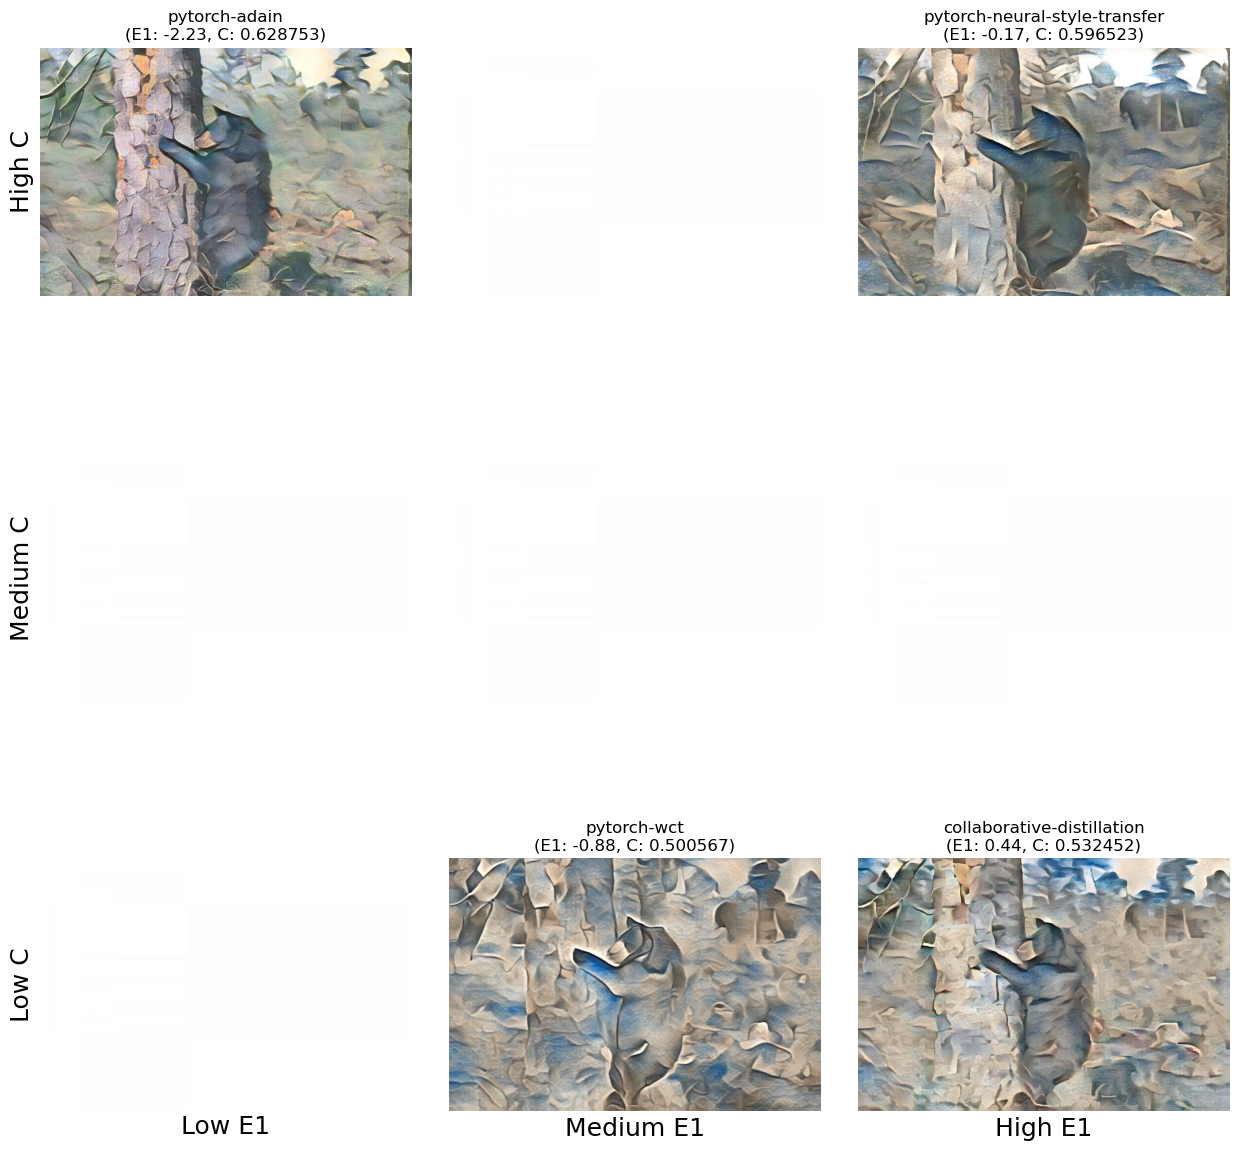 pytorch-adain
(E1: -2.23, C: 0.628753)
pytorch-neural-style-transfer
(E1: -0.17, C: 0.596523)
High C
Medium C
pytorch-wct
(E1: -0.88, C: 0.500567)
collaborative-distillation
(E1: 0.44, C: 0.532452)
Low C
Low E1
Medium E1
High E1